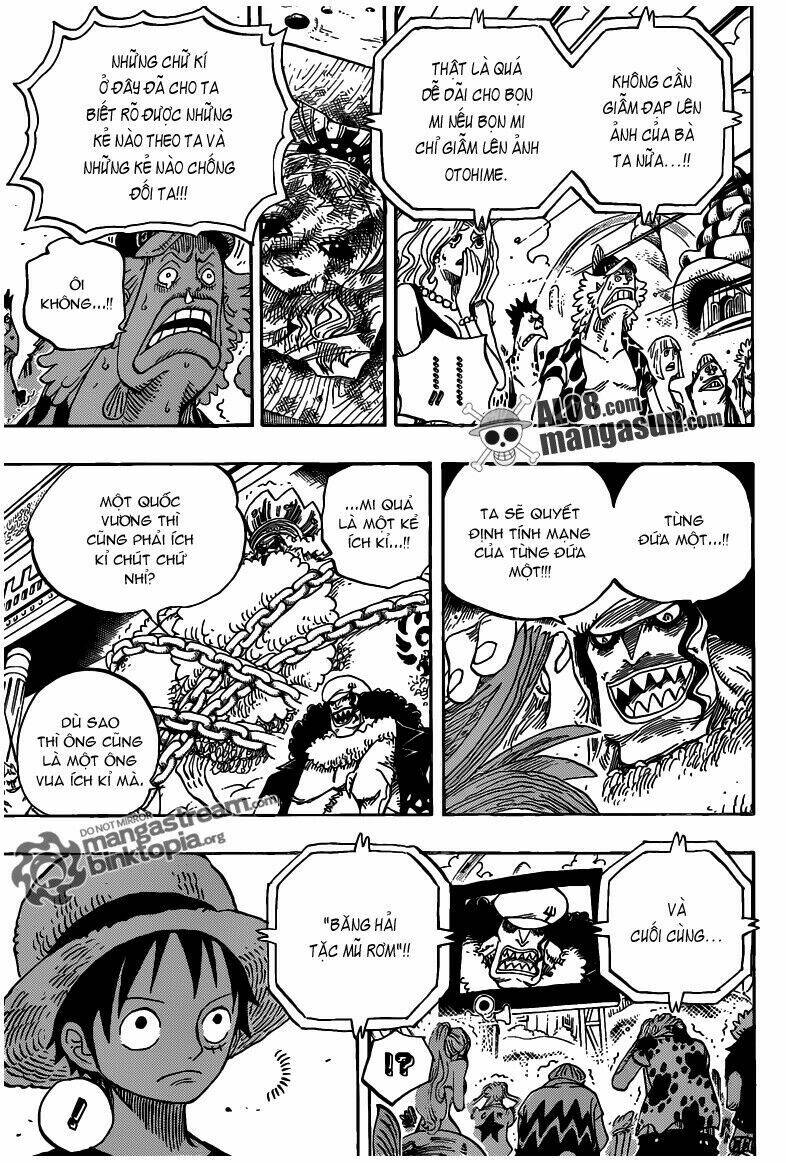 KHÔNG CẦN
GIẪM ĐẠP LÊN
ẢNH CỦA BÀ
TA NỮA...!!
THẬT LÀ QUÁ
DỄ DÃI CHO BỌN
MI NẾU BỌN MI
CHỈ GIẪM LÊN ẢNH
OTOHIME.
!!
!!
NHỮNG CHỮ KÍ
Ở ĐÂY ĐÃ CHO TA
BIẾT RÕ ĐƯỢC NHỮNG
KẺ NÀO THEO TA VÀ
NHỮNG KẺ NÀO CHỐNG
ĐỐI TA!!!
ÔI
KHÔNG...!!
ALO8.com
mangasun.com
TỪNG
ĐỨA MỘT...!!
TA SẼ QUYẾT
ĐỊNH TÍNH MẠNG
CỦA TỪNG ĐỨA
MỘT!!!
...MI QUẢ
LÀ MỘT KẺ
ÍCH KỈ...!!
MỘT QUỐC
VƯƠNG THÌ
CŨNG PHẢI ÍCH
KỈ CHÚT CHỨ
NHỈ?
DÙ SAO
THÌ ÔNG CŨNG
LÀ MỘT ÔNG
VUA ÍCH KỈ MÀ.
DO NOT MIRROR
mangastream.com
binktopia.org
VÀ
CUỐI CÙNG...
"BĂNG HẢI
TẶC MŨ RƠM"!!
!?
!